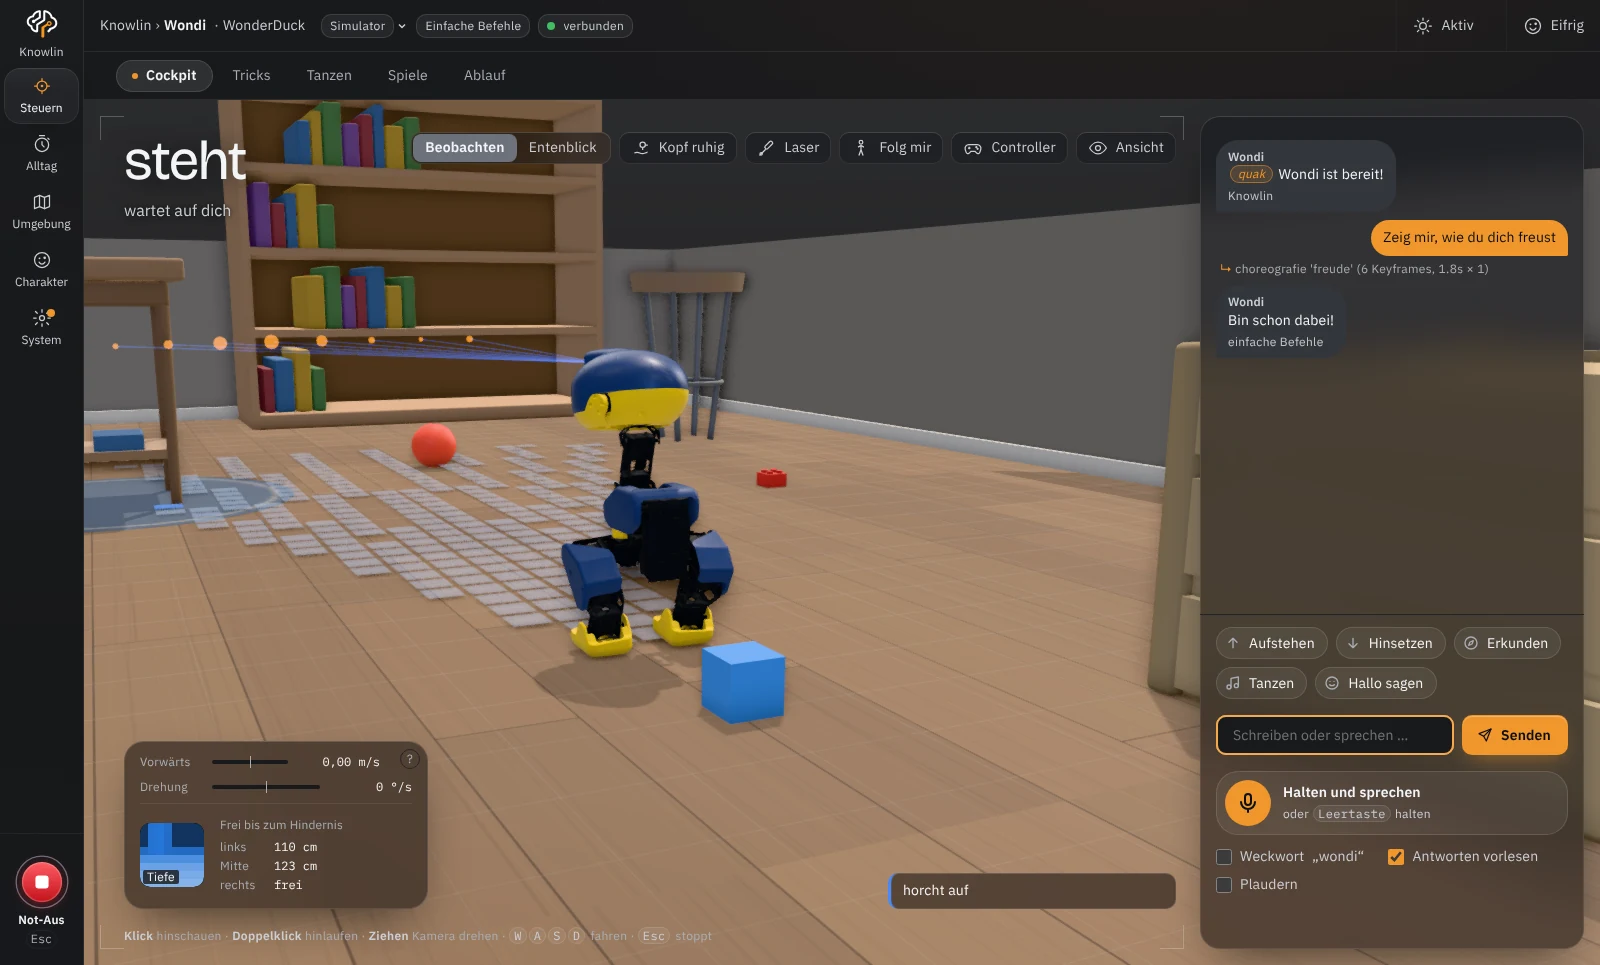 Knowlin
Knowlin › Wondi · WonderDuck
Simulator
Einfache Befehle
verbunden
Aktiv
Eifrig
Cockpit
Tricks
Tanzen
Spiele
Ablauf
Steuern
Alltag
Umgebung
Charakter
System
Not-Aus
Esc
steht
wartet auf dich
Beobachten
Entenblick
Kopf ruhig
Laser
Folg mir
Controller
Ansicht
Vorwärts 0,00 m/s ?
Drehung 0 °/s
Tiefe
Frei bis zum Hindernis
links 110 cm
Mitte 123 cm
rechts frei
horcht auf
Klick hinschauen · Doppelklick hinlaufen · Ziehen Kamera drehen · W A S D fahren · Esc stoppt
Wondi
quak Wondi ist bereit!
Knowlin
Zeig mir, wie du dich freust
↳ choreografie 'freude' (6 Keyframes, 1.8s × 1)
Wondi
Bin schon dabei!
einfache Befehle
Aufstehen
Hinsetzen
Erkunden
Tanzen
Hallo sagen
Schreiben oder sprechen …
Senden
Halten und sprechen
oder Leertaste halten
Weckwort „wondi“
Antworten vorlesen
Plaudern